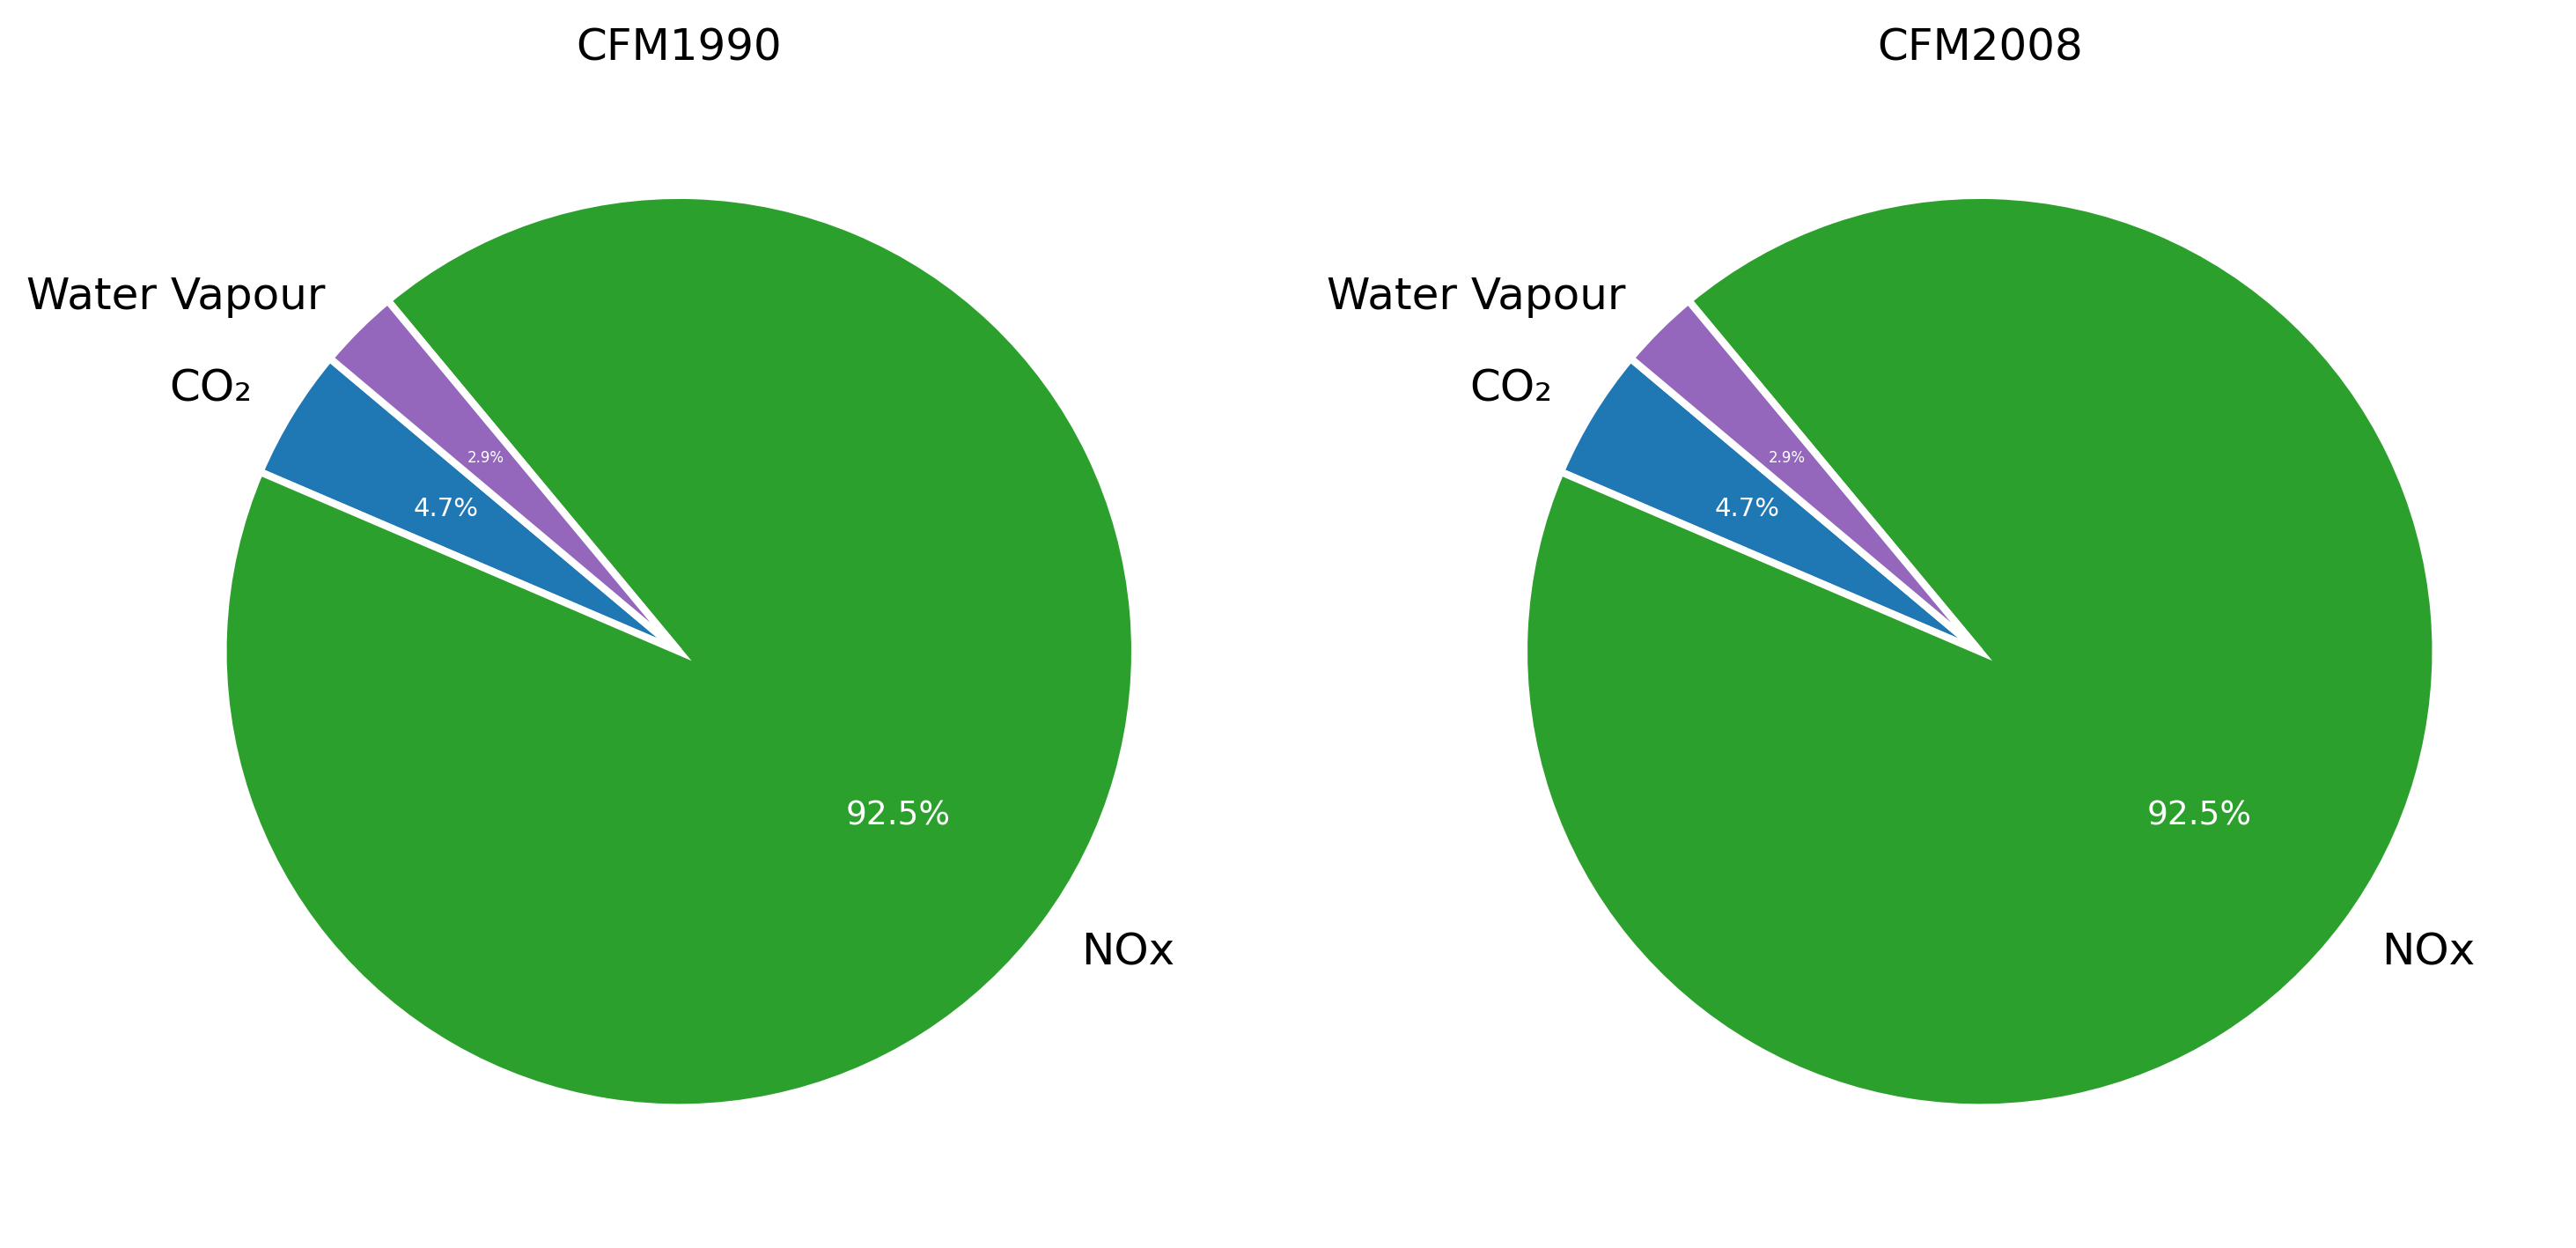 CFM1990
Water Vapour
CO₂
2.9%
4.7%
92.5%
NOx
CFM2008
Water Vapour
CO₂
2.9%
4.7%
92.5%
NOx